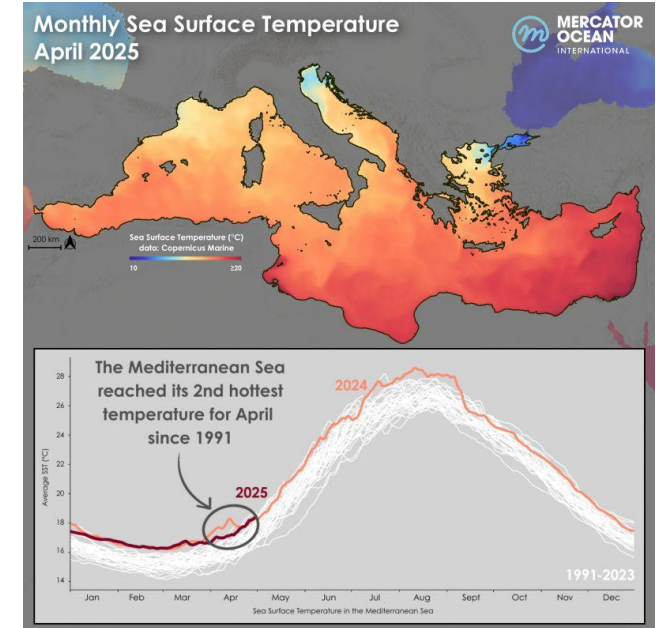 Monthly Sea Surface Temperature
April 2025
MERCATOR
OCEAN
INTERNATIONAL
200 km
Sea Surface Temperature (°C)
data: Copernicus Marine
10
≥20
The Mediterranean Sea
reached its 2nd hottest
temperature for April
since 1991
2024
2025
1991-2023
Average SST (°C)
28
26
24
22
20
18
16
14
Jan
Feb
Mar
Apr
May
Jun
Jul
Aug
Sept
Oct
Nov
Dec
Sea Surface Temperature in the Mediterranean Sea